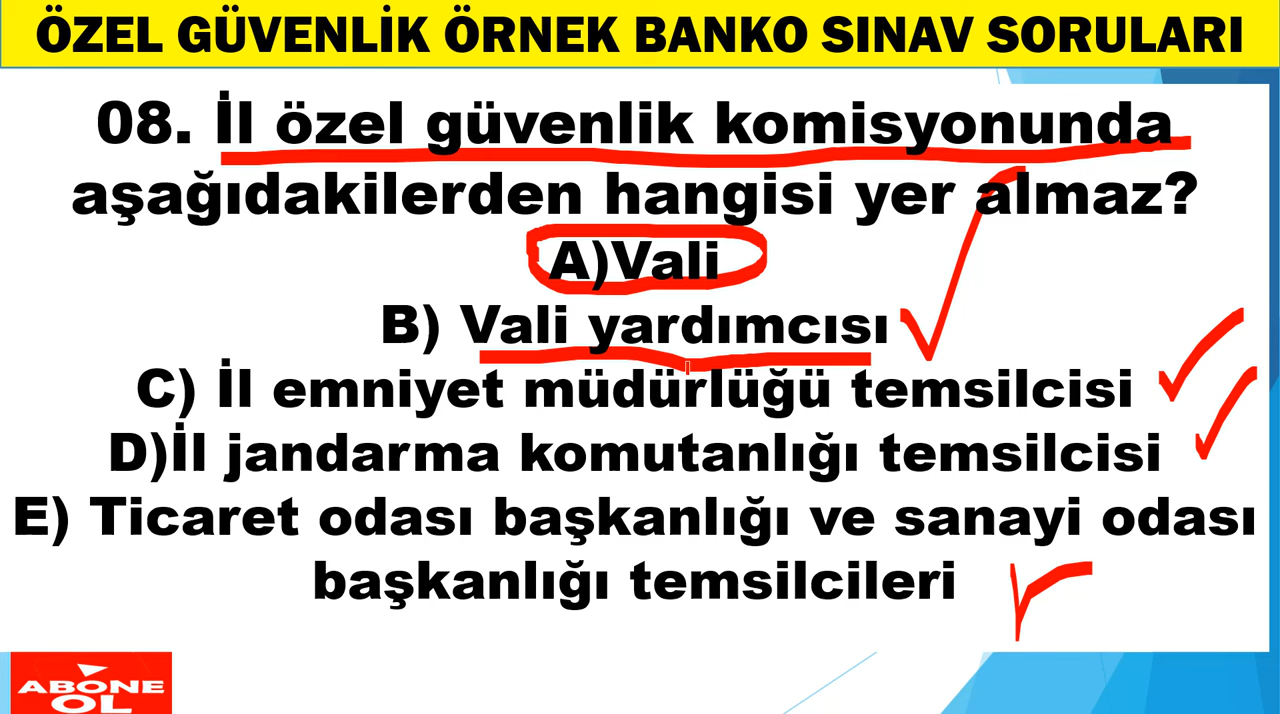 ÖZEL GÜVENLİK ÖRNEK BANKO SINAV SORULARI
08. İl özel güvenlik komisyonunda
aşağıdakilerden hangisi yer almaz?
A)Vali
B) Vali yardımcısı
C) İl emniyet müdürlüğü temsilcisi
D)İl jandarma komutanlığı temsilcisi
E) Ticaret odası başkanlığı ve sanayi odası
başkanlığı temsilcileri
ABONE
OL